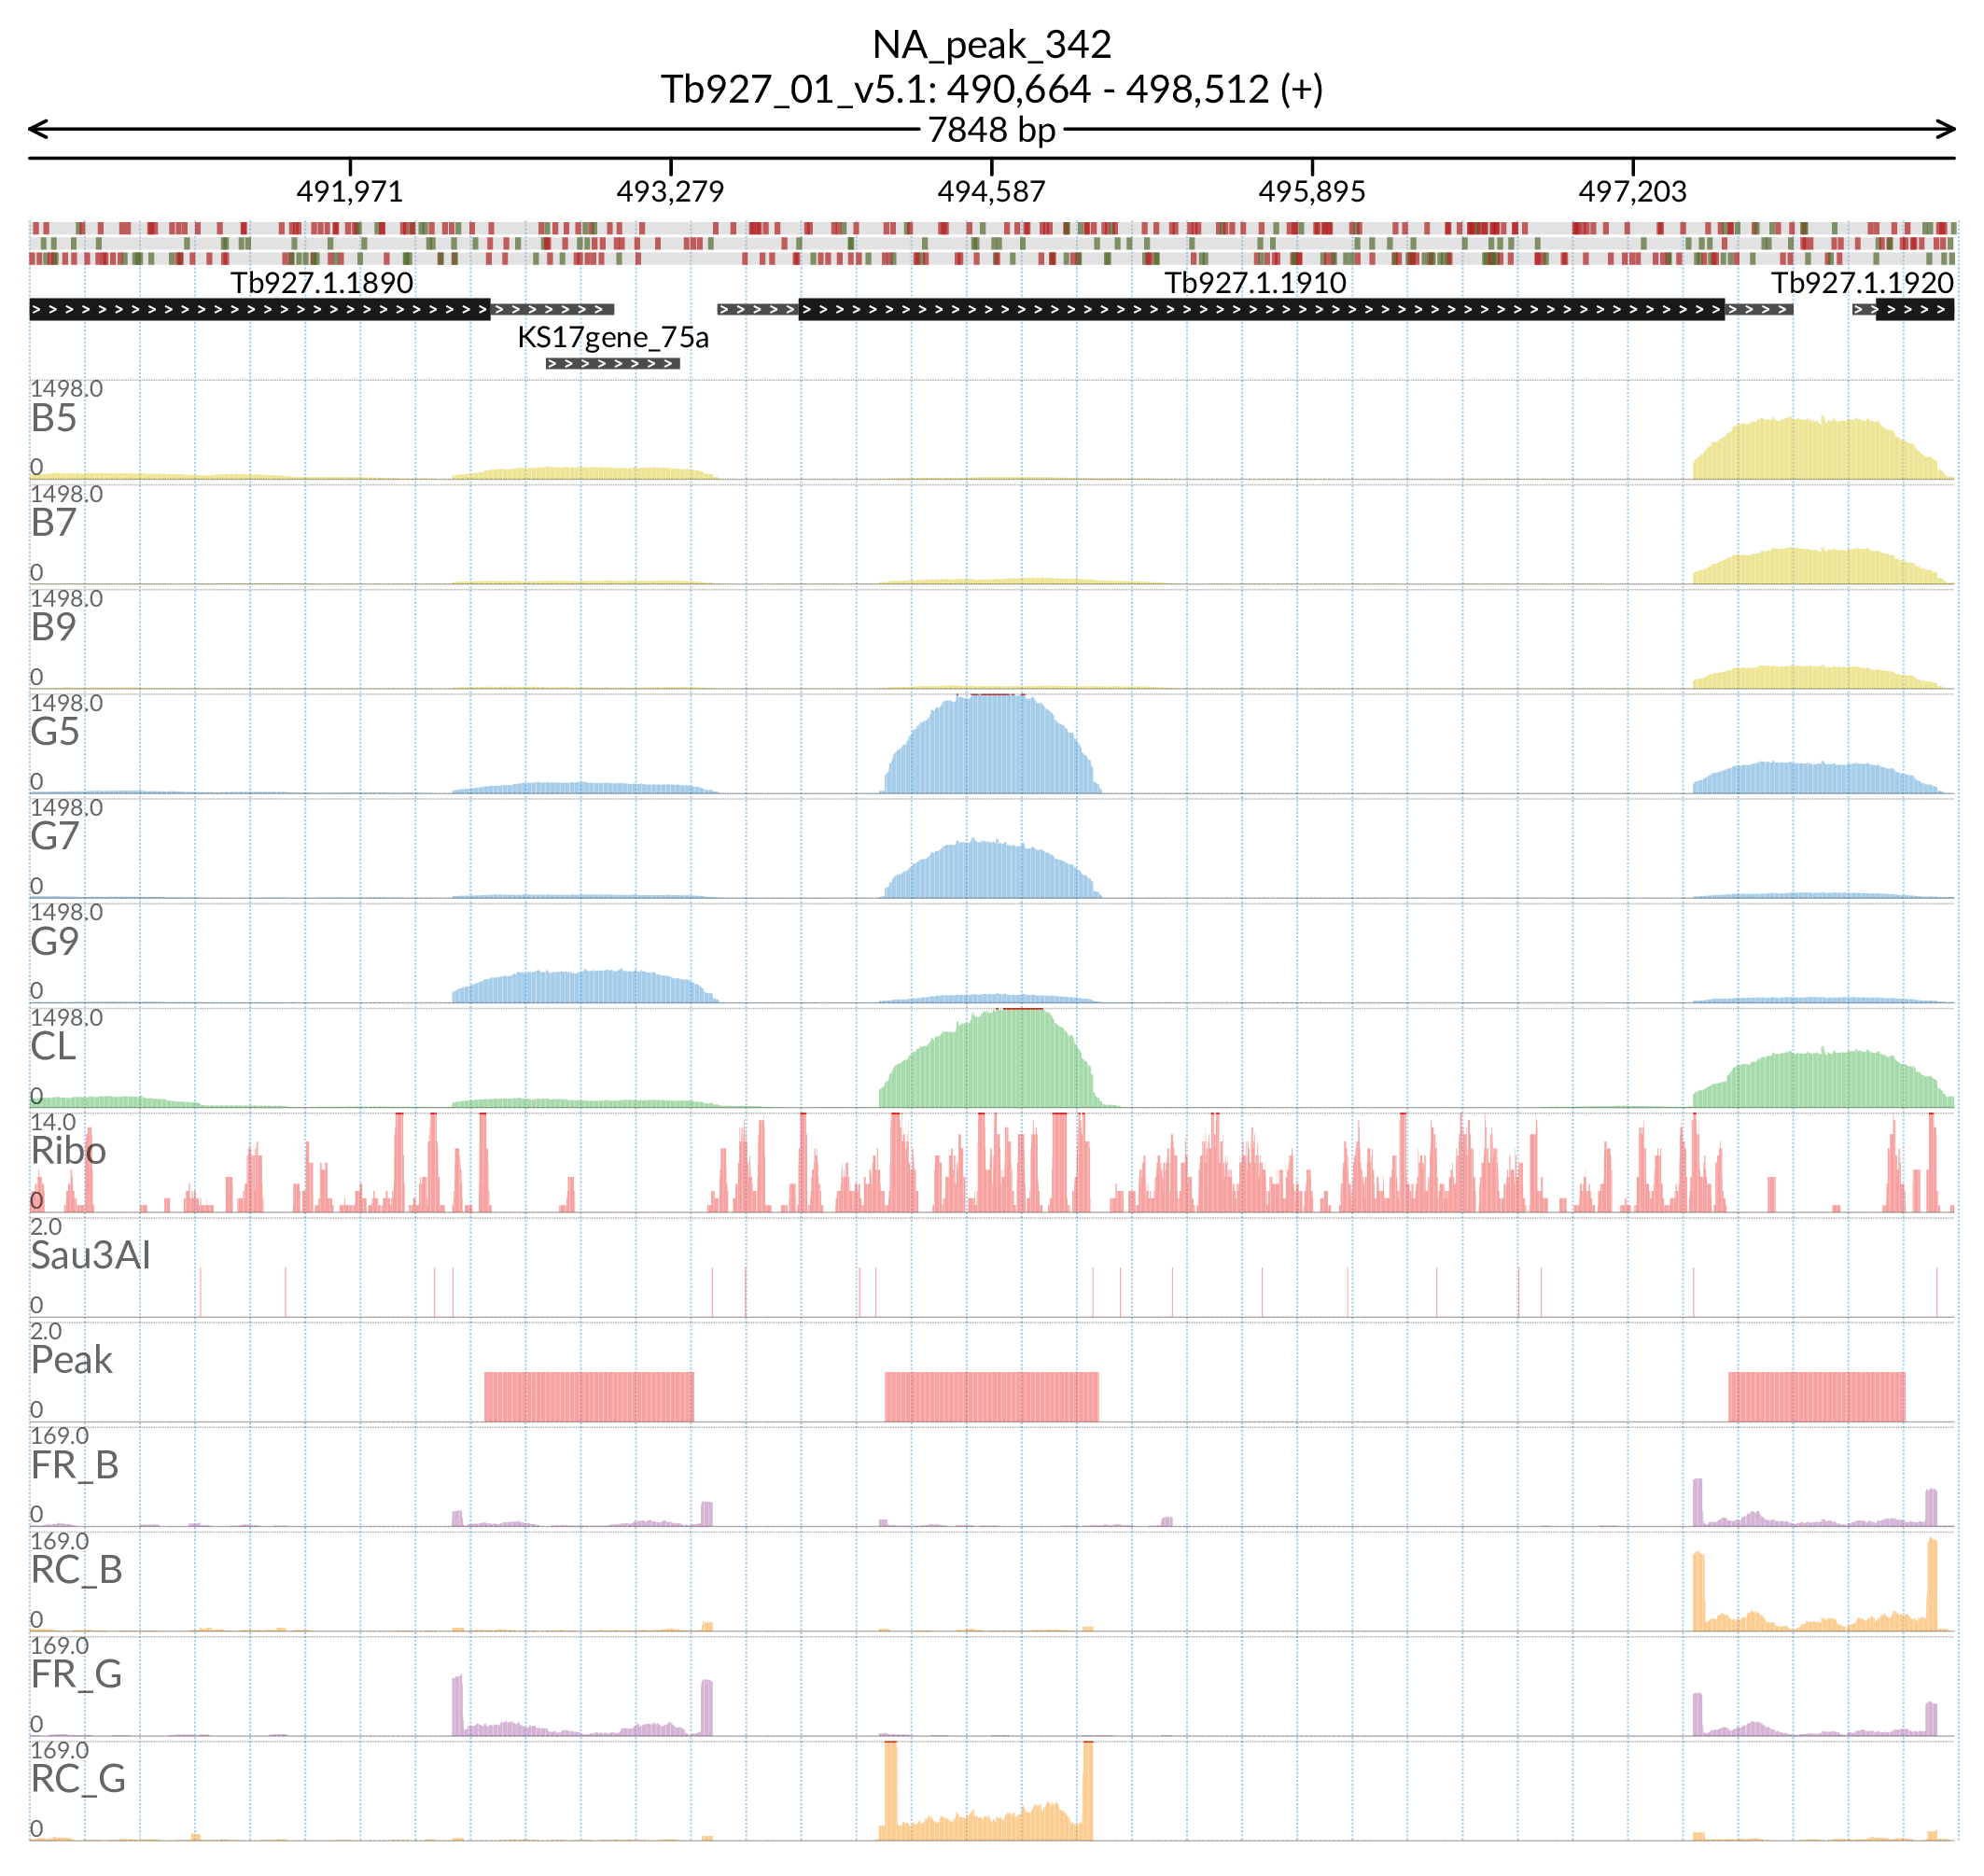 NA_peak_342
Tb927_01_v5.1: 490,664 - 498,512 (+)
7848 bp
491,971 493,279 494,587 495,895 497,203
Tb927.1.1890 Tb927.1.1910 Tb927.1.1920
KS17gene_75a
1498.0
B5
0
1498.0
B7
0
1498.0
B9
0
1498.0
G5
0
1498.0
G7
0
1498.0
G9
0
1498.0
CL
0
14.0
Ribo
0
2.0
Sau3AI
0
2.0
Peak
0
169.0
FR_B
0
169.0
RC_B
0
169.0
FR_G
0
169.0
RC_G
0